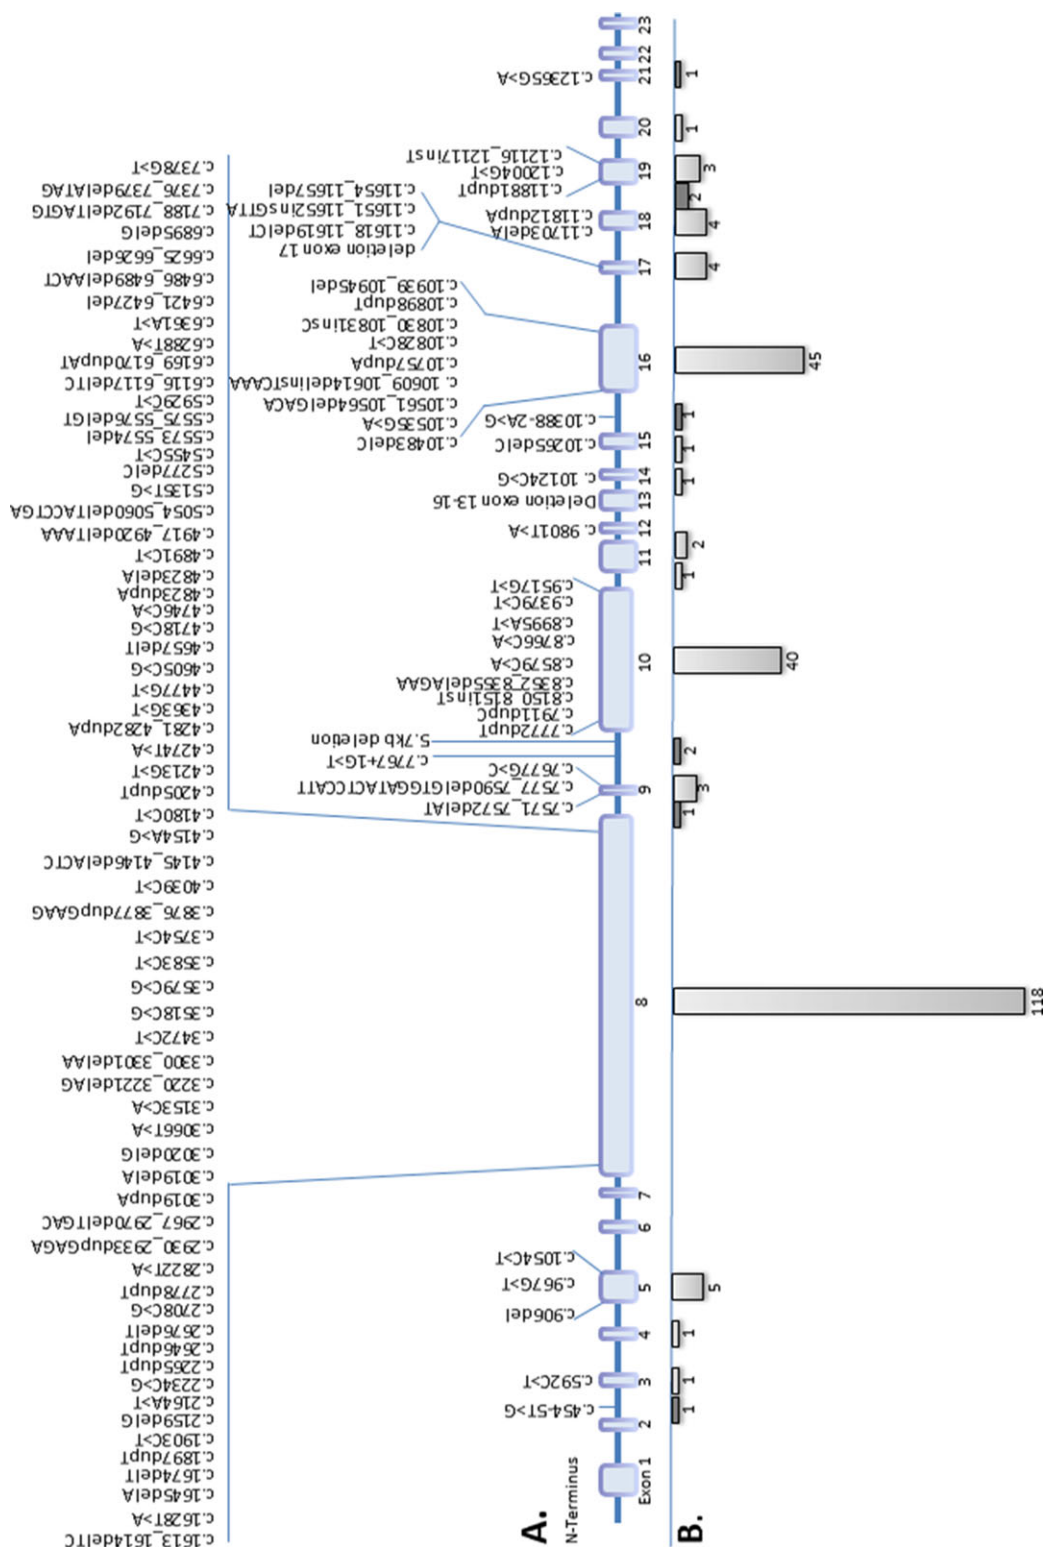 c.1613_1614delTC
c.1628T>A
c.1645delA
c.1674delT
c.1897dupT
c.1903C>T
c.2159delG
c.2164A>T
c.2234C>G
c.2265dupT
c.2646dupT
c.2676delT
c.2708C>G
c.2778dupT
c.2822T>A
c.2930_2933dupGAGA
c.2967_2970delTGAC
c.3019dupA
c.3019delA
c.3020delG
c.3066T>A
c.3153C>A
c.3220_3221delAG
c.3300_3301delAA
c.3472C>T
c.3518C>G
c.3579C>G
c.3583C>T
c.3754C>T
c.3876_3877dupGAAG
c.4039C>T
c.4145_4146delACTC
c.4154A>G
c.4180C>T
c.4205dupT
c.4213G>T
c.4274T>A
c.4281_4282dupA
c.4363G>T
c.4477G>T
c.4605C>G
c.4657delT
c.4718C>G
c.4746C>A
c.4823dupA
c.4823delA
c.4891C>T
c.4917_4920delTAAA
c.5054_5060delTACCTGA
c.5135T>G
c.5277delC
c.5455C>T
c.5573_5574del
c.5575_5576delGT
c.5929C>T
c.6116_6117delTC
c.6169_6170dupAT
c.6288T>A
c.6361A>T
c.6421_6427del
c.6486_6489delAACT
c.6625_6626del
c.6895delG
c.7188_7192delTAGTG
c.7376_7379delATAG
c.7378G>T
A.
N-Terminus
c.454-5T>G
c.592C>T
c.906del
c.967G>T
c.1054C>T
c.7571_7572delAT
c.7577_7590delGTGGATACTCCATT
c.7677G>C
c.7767+1G>T
5.7kb deletion
c.7772dupT
c.7911dupC
c.8150_8151insT
c.8352_8355delAGAA
c.8579C>A
c.8766C>A
c.8995A>T
c.9379C>T
c.9517G>T
c. 9801T>A
Deletion exon 13-16
c. 10124C>G
c.10265delC
c.10388-2A>G
c.10483delC
c.10535G>A
c.10561_10564delGACA
c.10609_10614delinsTCAAA
c.10757dupA
c.10828C>T
c.10830_10831insC
c.10898dupT
c.10939_10945del
deletion exon 17
c.11618_11619delCT
c.11651_11652insGTTA
c.11654_11657del
c.11703delA
c.11812dupA
c.11881dupT
c.12004G>T
c.12116_12117insT
c.12365G>A
Exon 1 2 3 4 5 6 7 8 9 10 11 12 13 14 15 16 17 18 19 20 21 22 23
B.
1 1 1 5 118 1 3 2 40 1 2 1 1 1 45 4 4 2 3 1 1